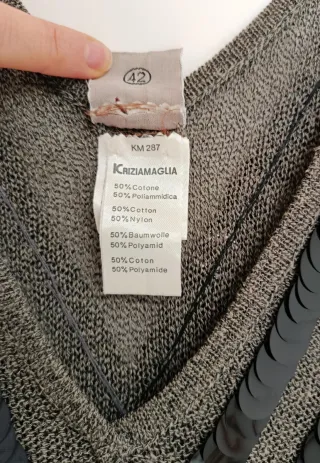 42
KM 287
KRIZIAMAGLIA
50% Cotone
50% Poliammidica
50% Cotton
50% Nylon
50% Baumwolle
50% Polyamid
50% Coton
50% Polyamide